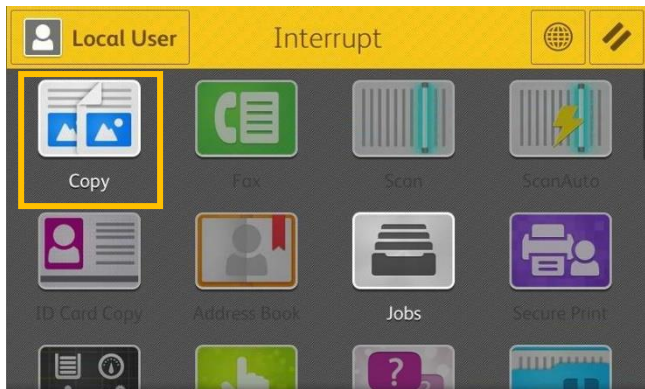 Local User
Interrupt
Copy
Fax
Scan
ScanAuto
ID Card Copy
Address Book
Jobs
Secure Print